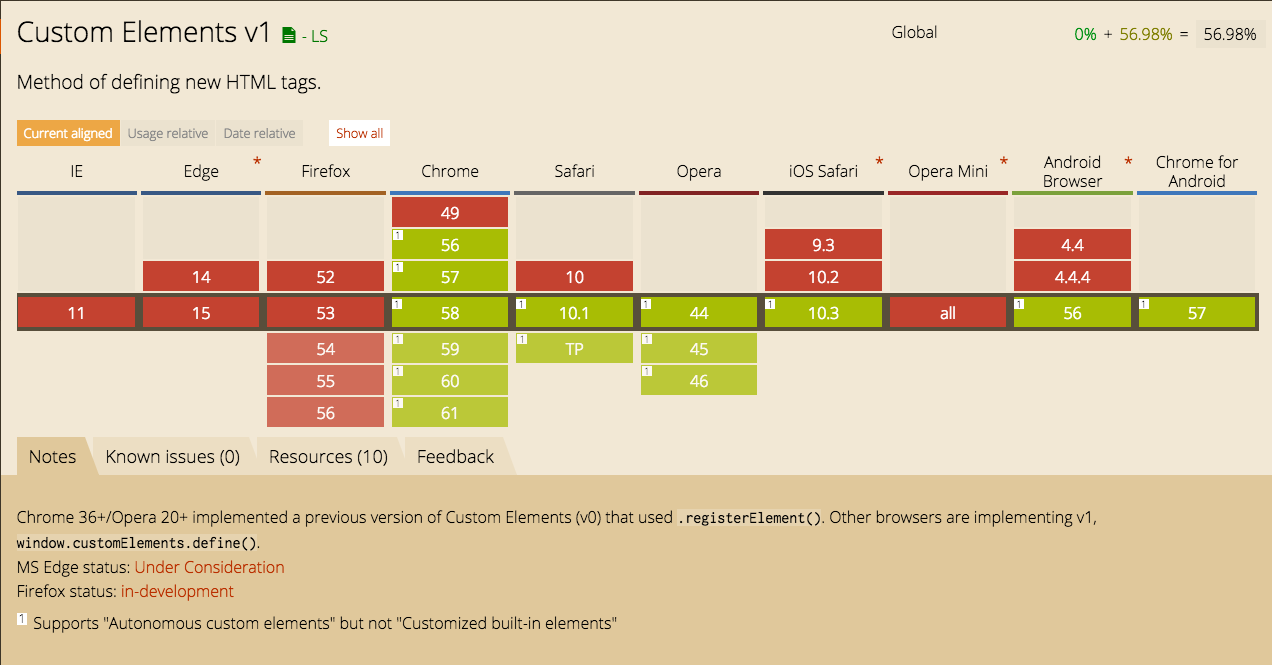 Custom Elements v1 - LS Global 0% + 56.98% = 56.98%
Method of defining new HTML tags.
Current aligned Usage relative Date relative Show all
IE Edge * Firefox Chrome Safari Opera iOS Safari * Opera Mini * Android Browser * Chrome for Android
49
1 56 9.3 4.4
14 52 1 57 10 10.2 4.4.4
11 15 53 1 58 1 10.1 1 44 1 10.3 all 1 56 1 57
54 1 59 1 TP 1 45
55 1 60 1 46
56 1 61
Notes Known issues (0) Resources (10) Feedback
Chrome 36+/Opera 20+ implemented a previous version of Custom Elements (v0) that used .registerElement(). Other browsers are implementing v1,
window.customElements.define().
MS Edge status: Under Consideration
Firefox status: in-development
1 Supports "Autonomous custom elements" but not "Customized built-in elements"